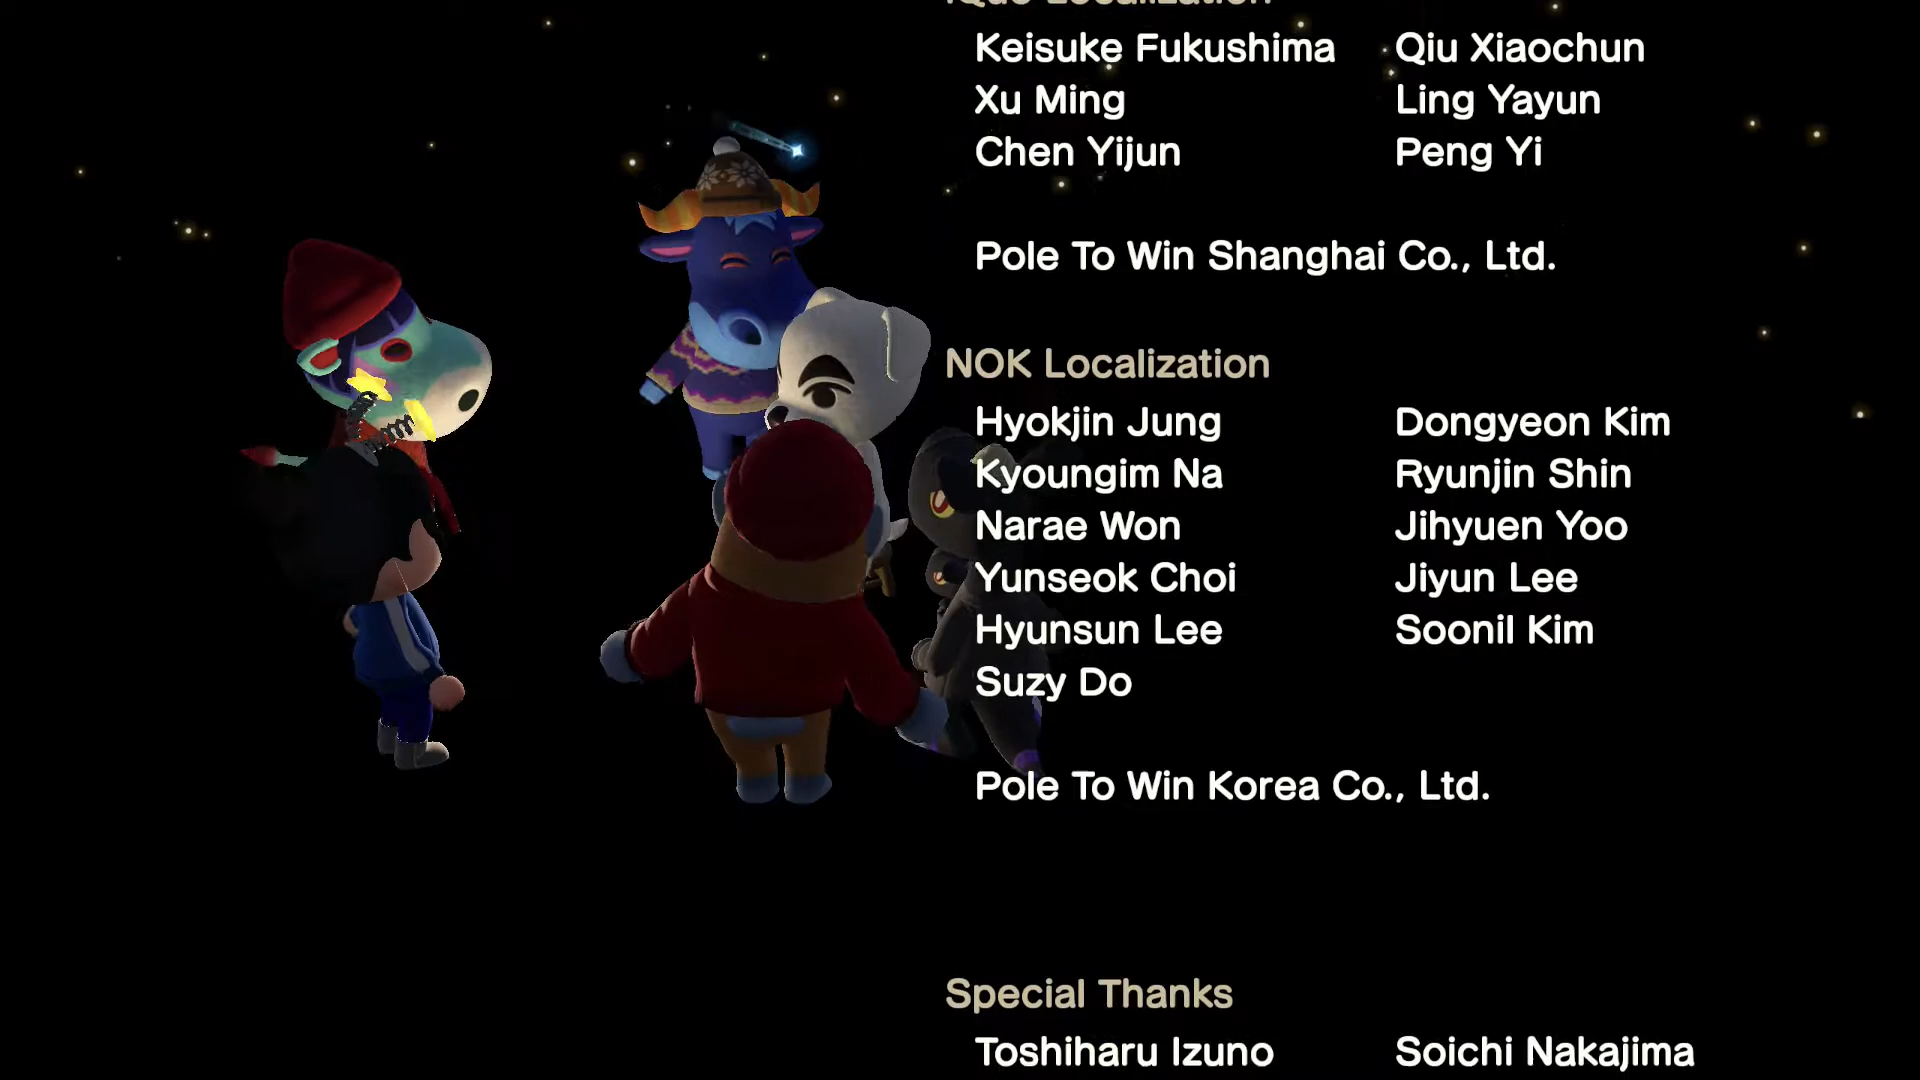 iQue Localization
Keisuke Fukushima Qiu Xiaochun
Xu Ming Ling Yayun
Chen Yijun Peng Yi
Pole To Win Shanghai Co., Ltd.
NOK Localization
Hyokjin Jung Dongyeon Kim
Kyoungim Na Ryunjin Shin
Narae Won Jihyuen Yoo
Yunseok Choi Jiyun Lee
Hyunsun Lee Soonil Kim
Suzy Do
Pole To Win Korea Co., Ltd.
Special Thanks
Toshiharu Izuno Soichi Nakajima